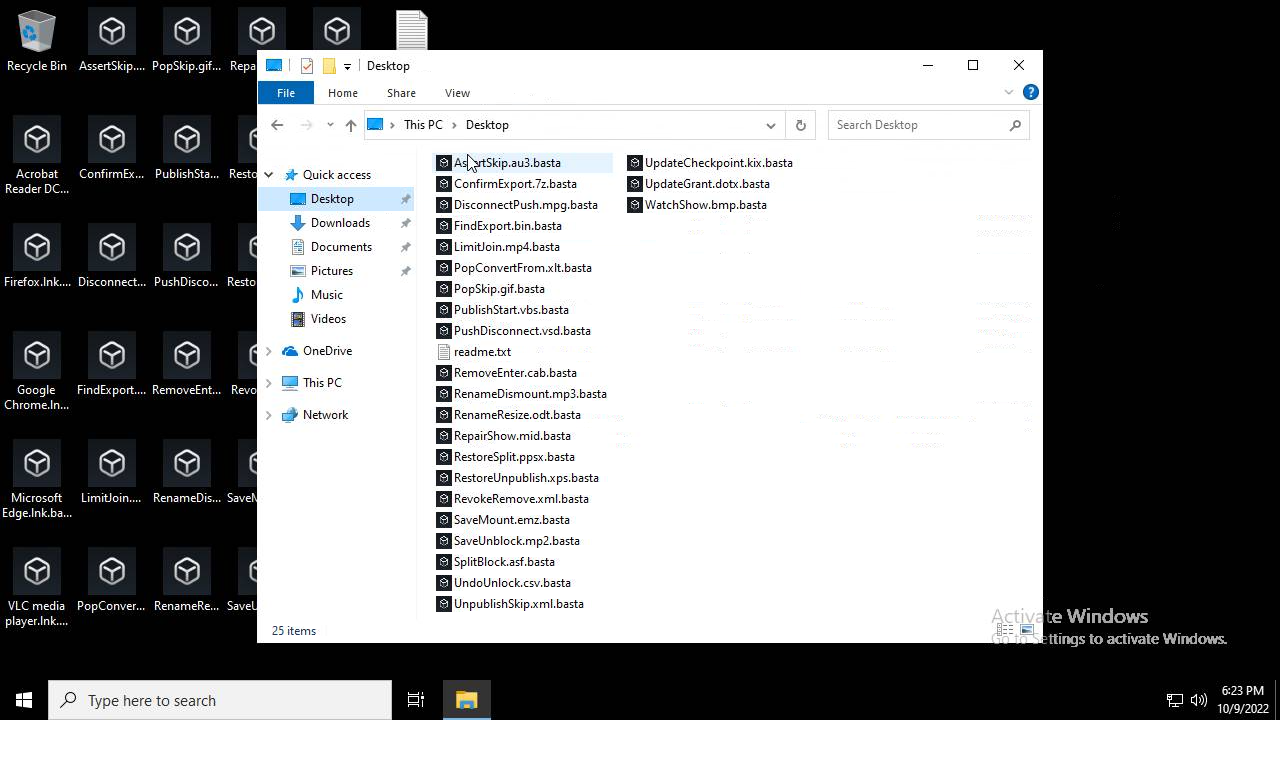 Recycle Bin
AssertSkip....
PopSkip.gif...
Repa
Desktop
File
Home
Share
View
?
This PC
Desktop
Search Desktop
Acrobat
Reader DC...
ConfirmEx...
PublishSta...
Resto
Firefox.lnk....
Disconnect...
PushDisco...
Resto
Google
Chrome.ln...
FindExport....
RemoveEnt...
Revo
Microsoft
Edge.lnk.ba...
LimitJoin....
RenameDis...
SaveM
VLC media
player.lnk....
PopConver...
RenameRe...
SaveU
Quick access
Desktop
Downloads
Documents
Pictures
Music
Videos
OneDrive
This PC
Network
AssertSkip.au3.basta
ConfirmExport.7z.basta
DisconnectPush.mpg.basta
FindExport.bin.basta
LimitJoin.mp4.basta
PopConvertFrom.xlt.basta
PopSkip.gif.basta
PublishStart.vbs.basta
PushDisconnect.vsd.basta
readme.txt
RemoveEnter.cab.basta
RenameDismount.mp3.basta
RenameResize.odt.basta
RepairShow.mid.basta
RestoreSplit.ppsx.basta
RestoreUnpublish.xps.basta
RevokeRemove.xml.basta
SaveMount.emz.basta
SaveUnblock.mp2.basta
SplitBlock.asf.basta
UndoUnlock.csv.basta
UnpublishSkip.xml.basta
UpdateCheckpoint.kix.basta
UpdateGrant.dotx.basta
WatchShow.bmp.basta
25 items
Activate Windows
Go to Settings to activate Windows.
Type here to search
6:23 PM
10/9/2022